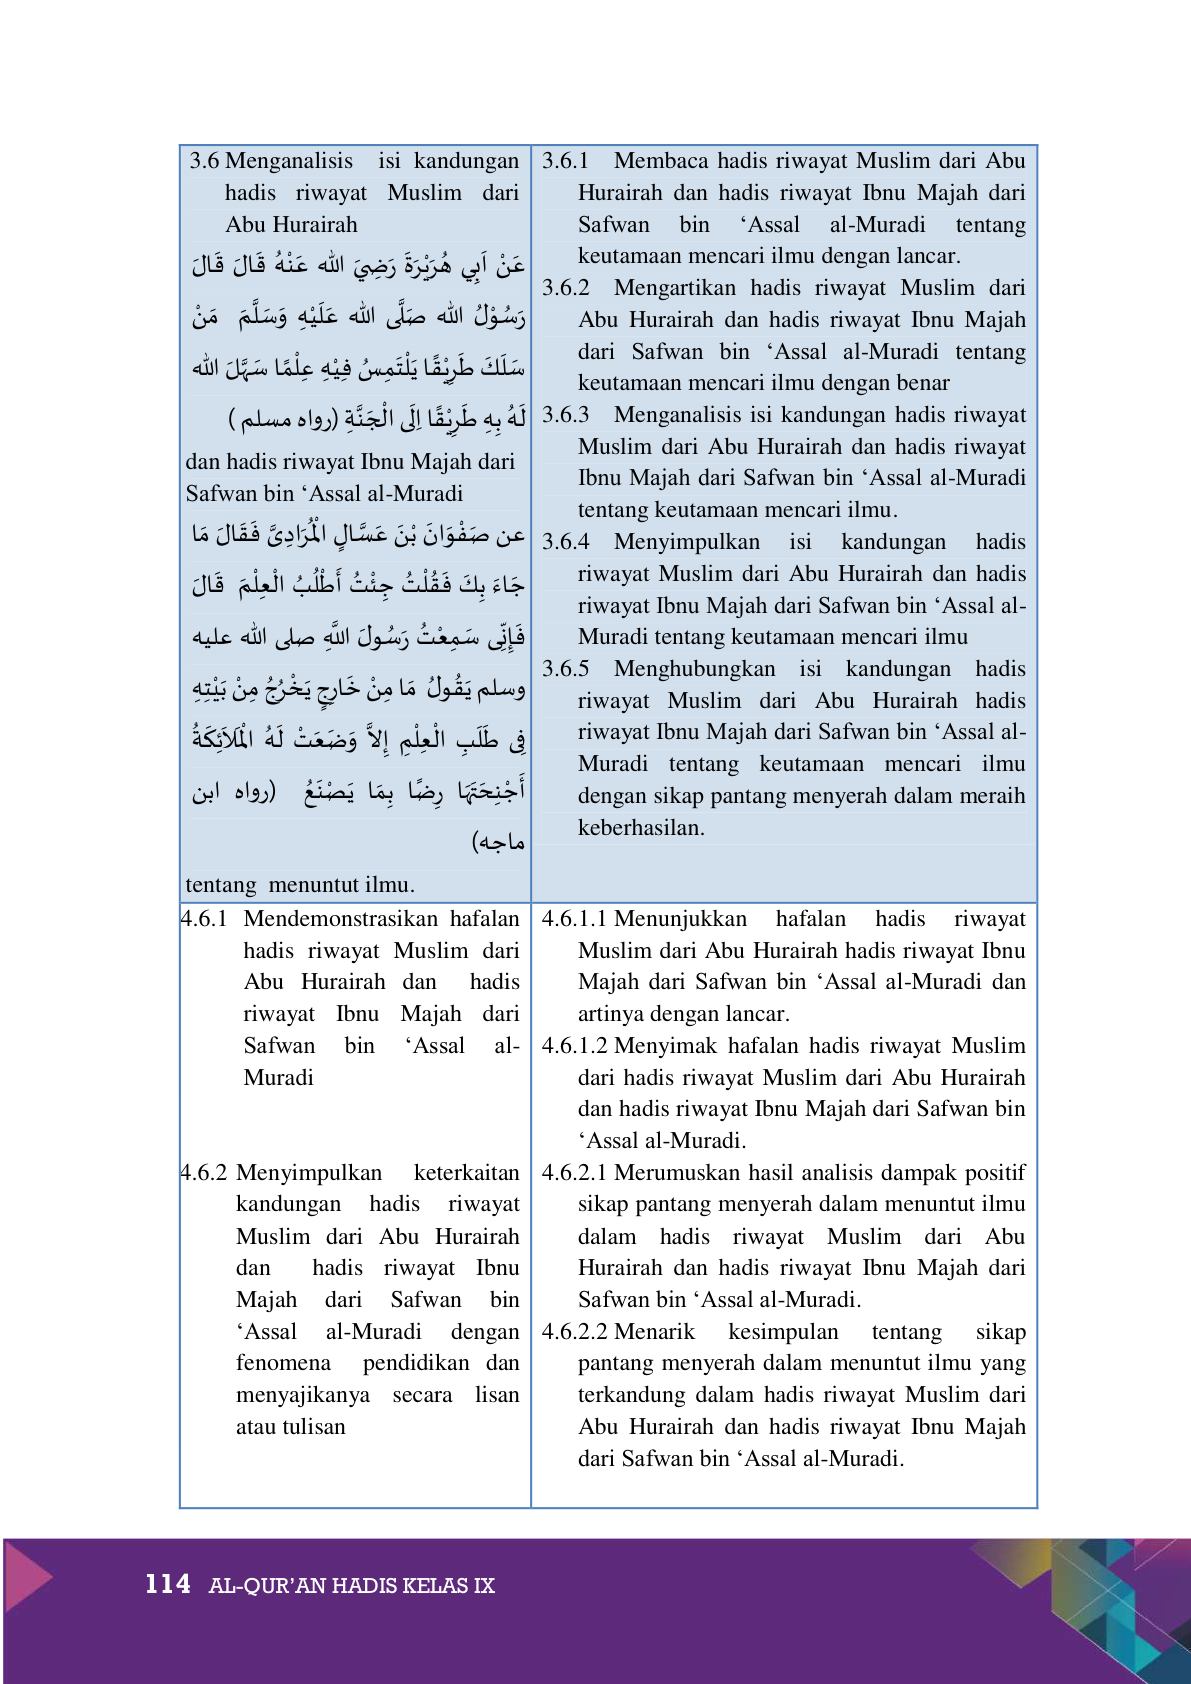 3.6 Menganalisis isi kandungan
hadis riwayat Muslim dari
Abu Hurairah
عَنْ اَبِي هُرَيْرَةَ رَضِيَ الله عَنْهُ قَالَ قَالَ
رَسُوْلُ الله صَلَّى الله عَلَيْهِ وَسَلَّمَ مَنْ
سَلَكَ طَرِيْقًا يَلْتَمِسُ فِيْهِ عِلْمًا سَهَّلَ الله
لَهُ بِهِ طَرِيْقًا اِلَى الْجَنَّةِ (رواه مسلم )
dan hadis riwayat Ibnu Majah dari
Safwan bin ‘Assal al-Muradi
عن صَفْوَانَ بْنَ عَسَّالٍ الْمُرَادِىَّ فَقَالَ مَا
جَاءَ بِكَ فَقُلْتُ جِئْتُ أَطْلُبُ الْعِلْمَ قَالَ
فَإِنِّى سَمِعْتُ رَسُولَ اللَّهِ صلى الله عليه
وسلم يَقُولُ مَا مِنْ خَارِجٍ يَخْرُجُ مِنْ بَيْتِهِ
فِى طَلَبِ الْعِلْمِ إِلاَّ وَضَعَتْ لَهُ الْمَلاَئِكَةُ
أَجْنِحَتَهَا رِضًا بِمَا يَصْنَعُ (رواه ابن
ماجه)
tentang menuntut ilmu.
3.6.1 Membaca hadis riwayat Muslim dari Abu
Hurairah dan hadis riwayat Ibnu Majah dari
Safwan bin ‘Assal al-Muradi tentang
keutamaan mencari ilmu dengan lancar.
3.6.2 Mengartikan hadis riwayat Muslim dari
Abu Hurairah dan hadis riwayat Ibnu Majah
dari Safwan bin ‘Assal al-Muradi tentang
keutamaan mencari ilmu dengan benar
3.6.3 Menganalisis isi kandungan hadis riwayat
Muslim dari Abu Hurairah dan hadis riwayat
Ibnu Majah dari Safwan bin ‘Assal al-Muradi
tentang keutamaan mencari ilmu.
3.6.4 Menyimpulkan isi kandungan hadis
riwayat Muslim dari Abu Hurairah dan hadis
riwayat Ibnu Majah dari Safwan bin ‘Assal al-
Muradi tentang keutamaan mencari ilmu
3.6.5 Menghubungkan isi kandungan hadis
riwayat Muslim dari Abu Hurairah hadis
riwayat Ibnu Majah dari Safwan bin ‘Assal al-
Muradi tentang keutamaan mencari ilmu
dengan sikap pantang menyerah dalam meraih
keberhasilan.
4.6.1 Mendemonstrasikan hafalan
hadis riwayat Muslim dari
Abu Hurairah dan hadis
riwayat Ibnu Majah dari
Safwan bin ‘Assal al-
Muradi
4.6.2 Menyimpulkan keterkaitan
kandungan hadis riwayat
Muslim dari Abu Hurairah
dan hadis riwayat Ibnu
Majah dari Safwan bin
‘Assal al-Muradi dengan
fenomena pendidikan dan
menyajikanya secara lisan
atau tulisan
4.6.1.1 Menunjukkan hafalan hadis riwayat
Muslim dari Abu Hurairah hadis riwayat Ibnu
Majah dari Safwan bin ‘Assal al-Muradi dan
artinya dengan lancar.
4.6.1.2 Menyimak hafalan hadis riwayat Muslim
dari hadis riwayat Muslim dari Abu Hurairah
dan hadis riwayat Ibnu Majah dari Safwan bin
‘Assal al-Muradi.
4.6.2.1 Merumuskan hasil analisis dampak positif
sikap pantang menyerah dalam menuntut ilmu
dalam hadis riwayat Muslim dari Abu
Hurairah dan hadis riwayat Ibnu Majah dari
Safwan bin ‘Assal al-Muradi.
4.6.2.2 Menarik kesimpulan tentang sikap
pantang menyerah dalam menuntut ilmu yang
terkandung dalam hadis riwayat Muslim dari
Abu Hurairah dan hadis riwayat Ibnu Majah
dari Safwan bin ‘Assal al-Muradi.
114 AL-QUR’AN HADIS KELAS IX